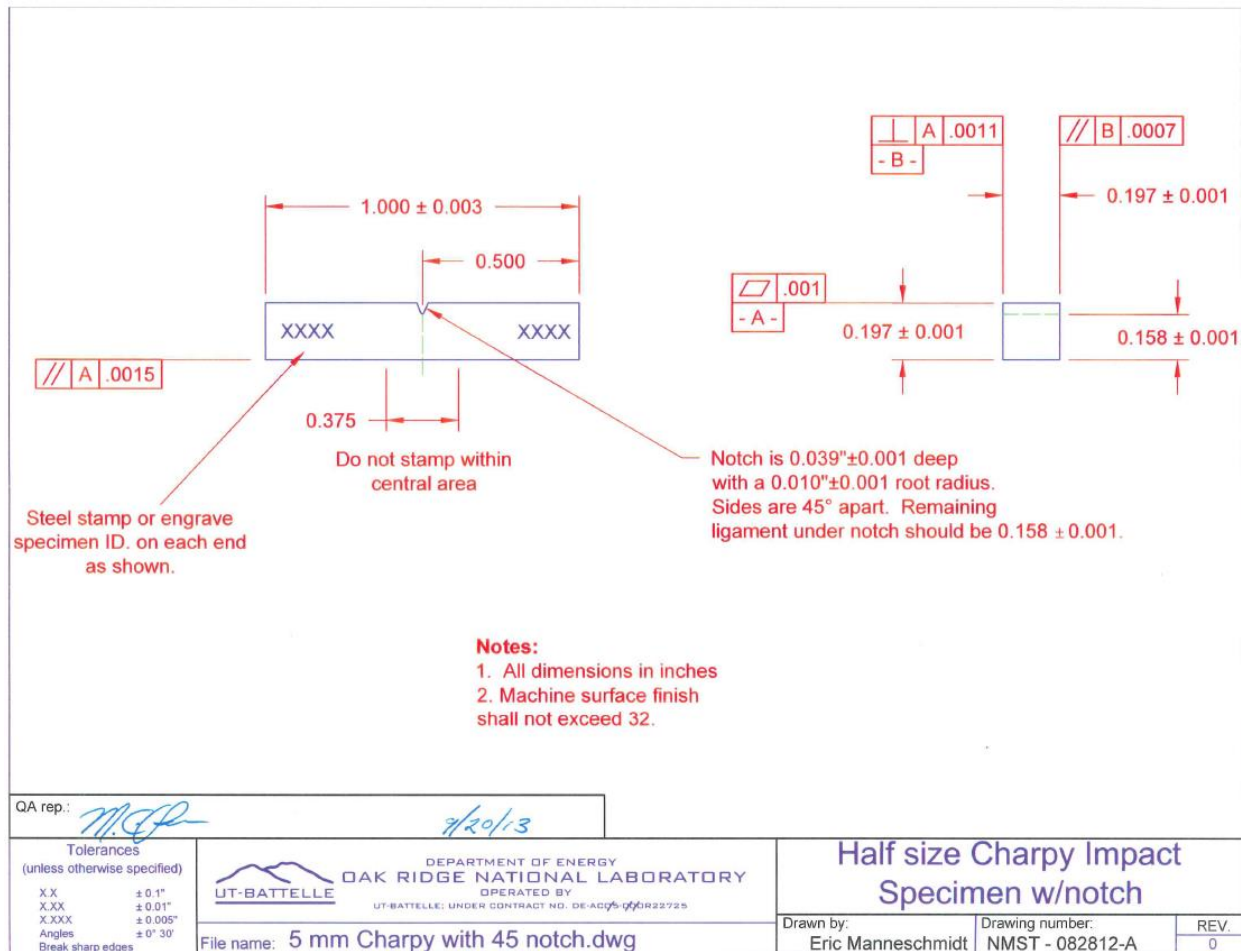 ⊥ A .0011
- B -
// B .0007
1.000 ± 0.003
0.197 ± 0.001
0.500
▱ .001
- A -
0.197 ± 0.001
0.158 ± 0.001
XXXX XXXX
// A .0015
0.375
Do not stamp within
central area
Notch is 0.039"±0.001 deep
with a 0.010"±0.001 root radius.
Sides are 45° apart. Remaining
ligament under notch should be 0.158 ±0.001.
Steel stamp or engrave
specimen ID. on each end
as shown.
Notes:
1. All dimensions in inches
2. Machine surface finish
shall not exceed 32.
QA rep.:
9/20/13
Tolerances
(unless otherwise specified)
X.X ± 0.1"
X.XX ± 0.01"
X.XXX ± 0.005"
Angles ± 0° 30'
Break sharp edges
UT-BATTELLE
DEPARTMENT OF ENERGY
OAK RIDGE NATIONAL LABORATORY
OPERATED BY
UT-BATTELLE; UNDER CONTRACT NO.
File name: 5 mm Charpy with 45 notch.dwg
Half size Charpy Impact
Specimen w/notch
Drawn by:
Eric Manneschmidt
Drawing number:
NMST - 082812-A
REV.
0